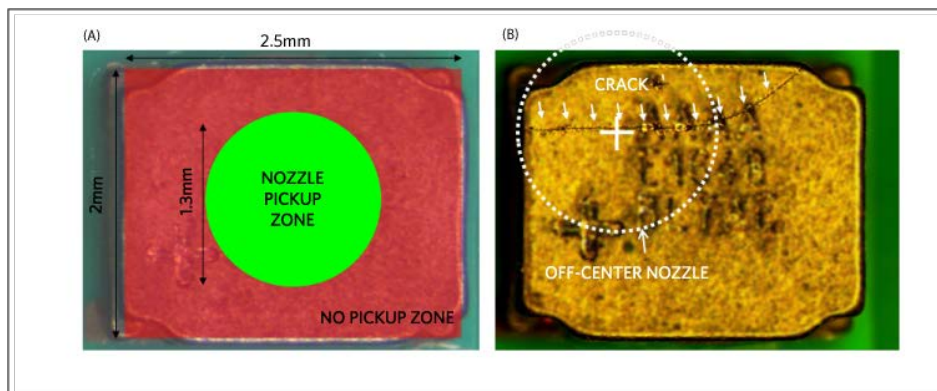 (A)
2.5mm
2mm
1.3mm
NOZZLE
PICKUP
ZONE
NO PICKUP ZONE
(B)
CRACK
OFF-CENTER NOZZLE